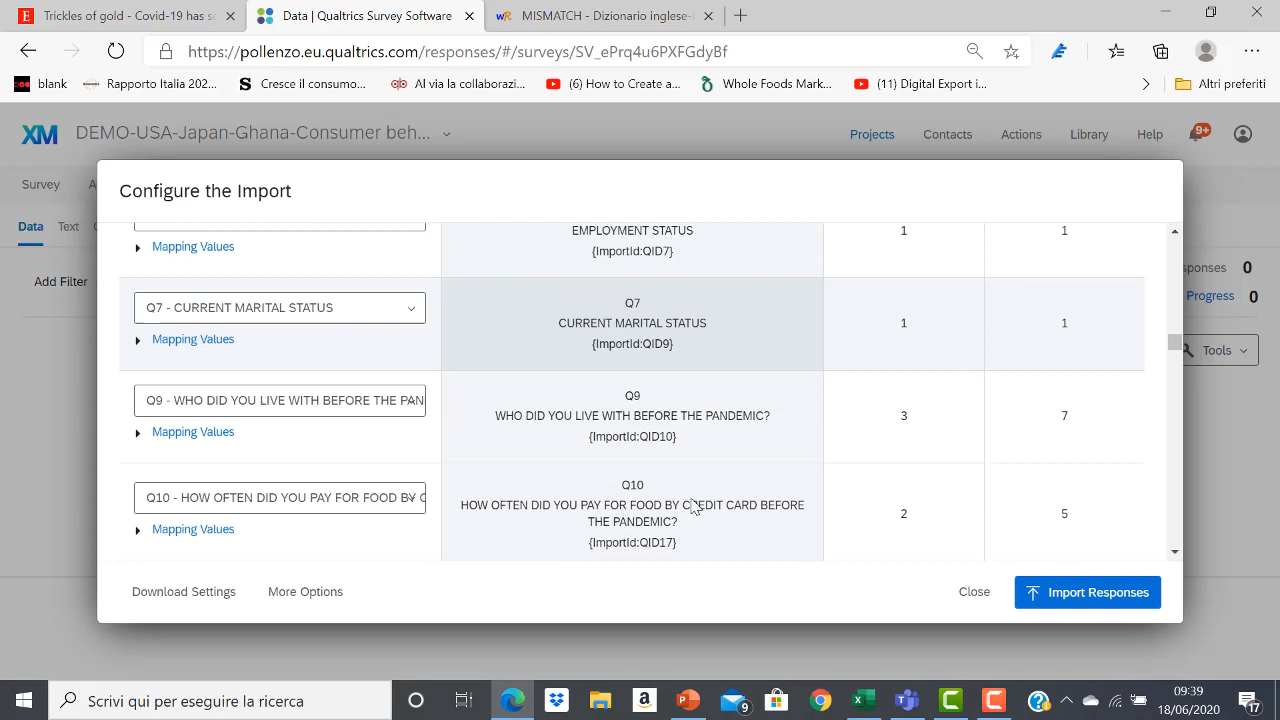 Trickles of gold - Covid-19 has s
Data | Qualtrics Survey Software
wR MISMATCH - Dizionario inglese-
https://pollenzo.eu.qualtrics.com/responses/#/surveys/SV_ePrq4u6PXFGdyBf
blank
Rapporto Italia 202...
Cresce il consumo...
Al via la collaborazi...
(6) How to Create a...
Whole Foods Mark...
(11) Digital Export i...
Altri preferiti
XM
DEMO-USA-Japan-Ghana-Consumer beh...
Projects
Contacts
Actions
Library
Help
9+
Survey
Configure the Import
Data
Text
Add Filter
sponses 0
Progress 0
Tools
EMPLOYMENT STATUS
1
1
Mapping Values
{ImportId:QID7}
Q7 - CURRENT MARITAL STATUS
Q7
CURRENT MARITAL STATUS
1
1
Mapping Values
{ImportId:QID9}
Q9 - WHO DID YOU LIVE WITH BEFORE THE PAN
Q9
WHO DID YOU LIVE WITH BEFORE THE PANDEMIC?
3
7
Mapping Values
{ImportId:QID10}
Q10 - HOW OFTEN DID YOU PAY FOR FOOD BY C
Q10
HOW OFTEN DID YOU PAY FOR FOOD BY CREDIT CARD BEFORE
THE PANDEMIC?
2
5
Mapping Values
{ImportId:QID17}
Download Settings
More Options
Close
Import Responses
Scrivi qui per eseguire la ricerca
9
09:39
18/06/2020
17